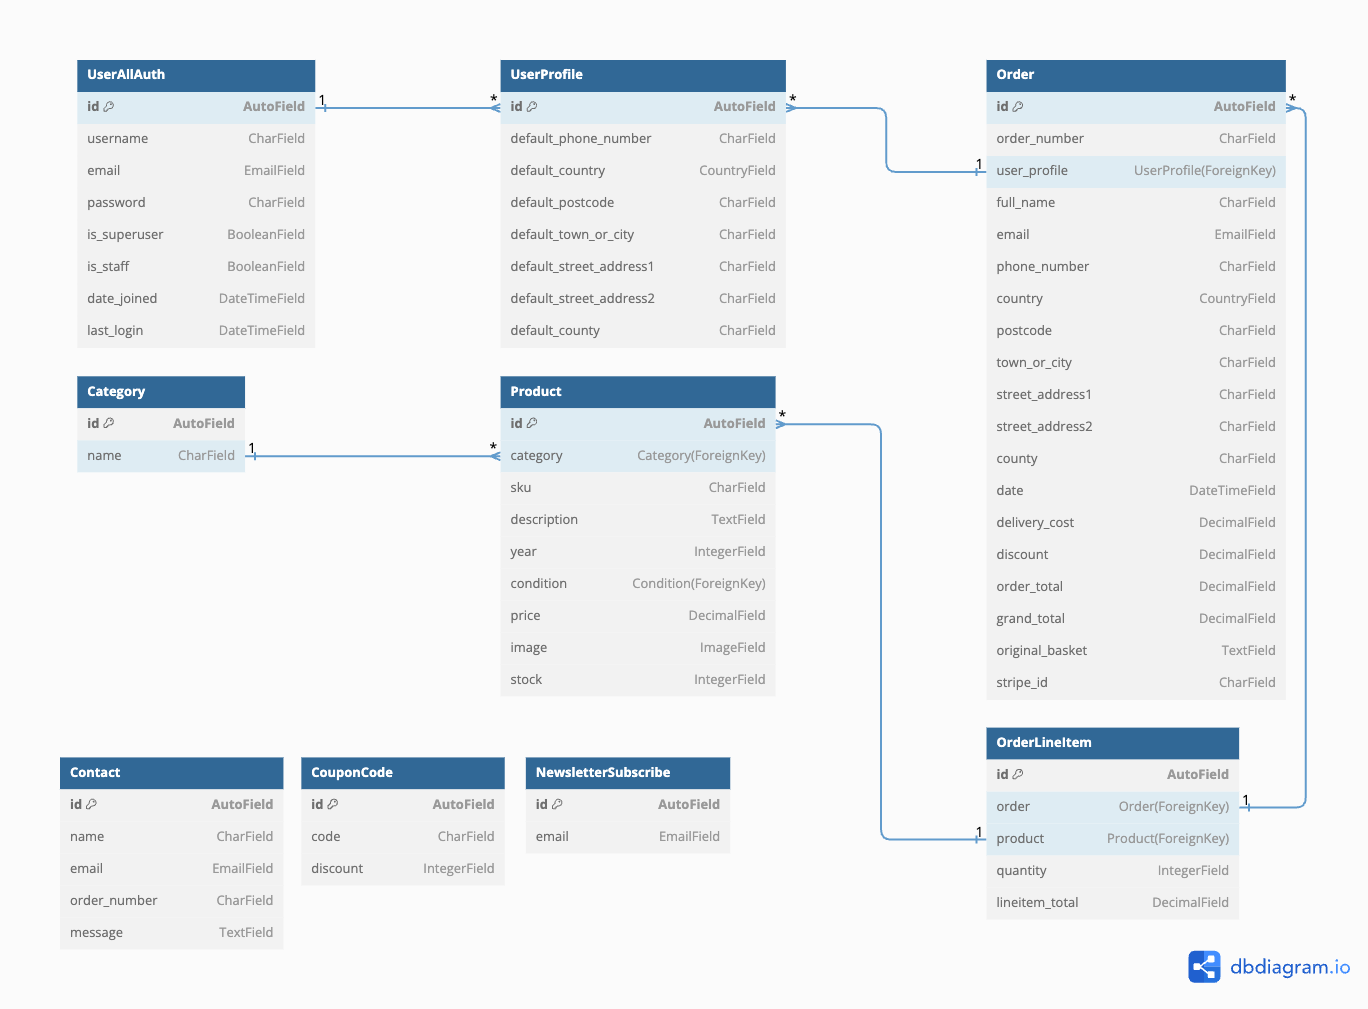 UserAllAuth
id AutoField
username CharField
email EmailField
password CharField
is_superuser BooleanField
is_staff BooleanField
date_joined DateTimeField
last_login DateTimeField
1
*
UserProfile
id AutoField
default_phone_number CharField
default_country CountryField
default_postcode CharField
default_town_or_city CharField
default_street_address1 CharField
default_street_address2 CharField
default_county CharField
*
1
Order
id AutoField
order_number CharField
user_profile UserProfile(ForeignKey)
full_name CharField
email EmailField
phone_number CharField
country CountryField
postcode CharField
town_or_city CharField
street_address1 CharField
street_address2 CharField
county CharField
date DateTimeField
delivery_cost DecimalField
discount DecimalField
order_total DecimalField
grand_total DecimalField
original_basket TextField
stripe_id CharField
*
Category
id AutoField
name CharField
1
*
Product
id AutoField
category Category(ForeignKey)
sku CharField
description TextField
year IntegerField
condition Condition(ForeignKey)
price DecimalField
image ImageField
stock IntegerField
*
1
OrderLineItem
id AutoField
order Order(ForeignKey)
product Product(ForeignKey)
quantity IntegerField
lineitem_total DecimalField
1
Contact
id AutoField
name CharField
email EmailField
order_number CharField
message TextField
CouponCode
id AutoField
code CharField
discount IntegerField
NewsletterSubscribe
id AutoField
email EmailField
dbdiagram.io